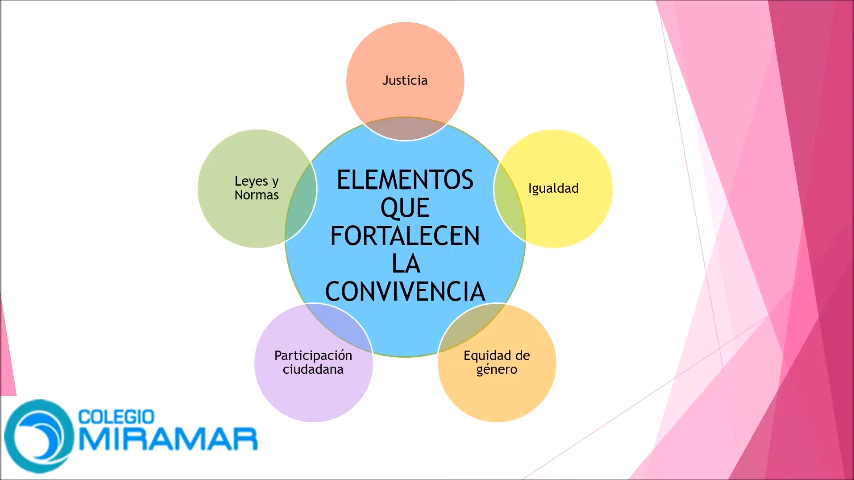 Justicia
Leyes y
Normas
Igualdad
ELEMENTOS
QUE
FORTALECEN
LA
CONVIVENCIA
Participación
ciudadana
Equidad de
género
COLEGIO
MIRAMAR